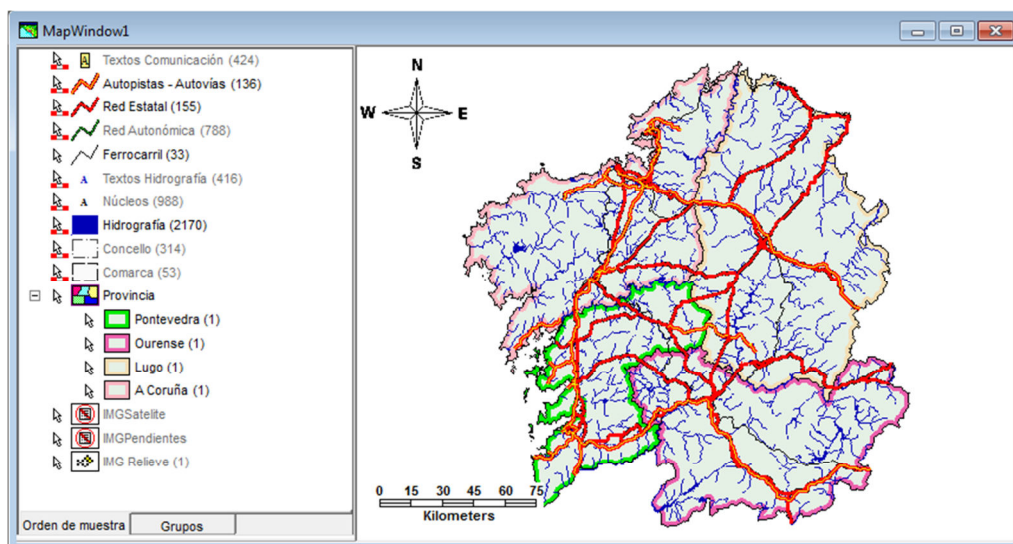 MapWindow1
A Textos Comunicación (424)
Autopistas - Autovías (136)
Red Estatal (155)
Red Autonómica (788)
Ferrocarril (33)
A Textos Hidrografía (416)
A Núcleos (988)
Hidrografía (2170)
Concello (314)
Comarca (53)
Provincia
Pontevedra (1)
Ourense (1)
Lugo (1)
A Coruña (1)
IMGSatelite
IMGPendientes
IMG Relieve (1)
Orden de muestra
Grupos
N
W
E
S
0 15 30 45 60 75
Kilometers